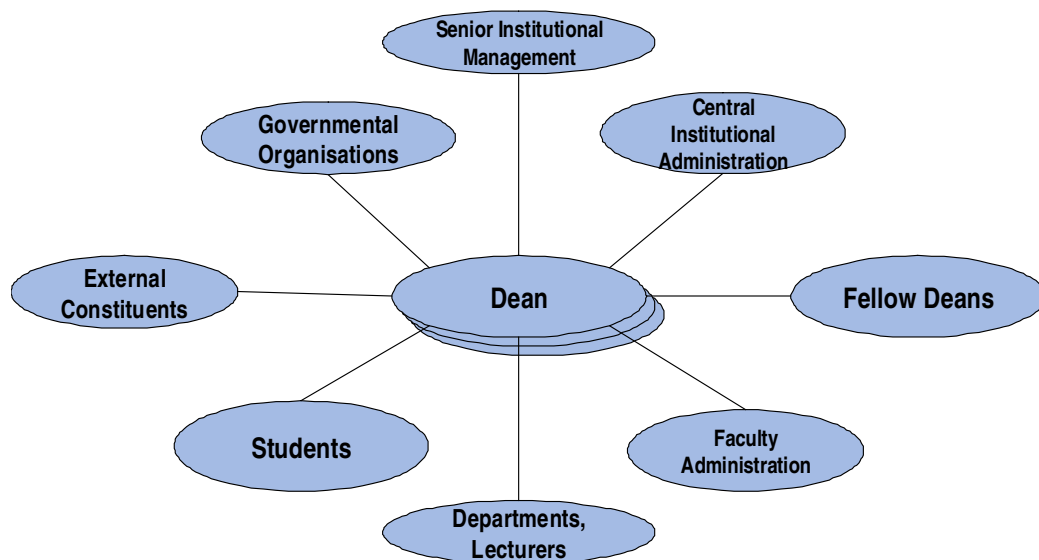 Senior Institutional
Management
Governmental
Organisations
Central
Institutional
Administration
External
Constituents
Dean
Fellow Deans
Students
Faculty
Administration
Departments,
Lecturers